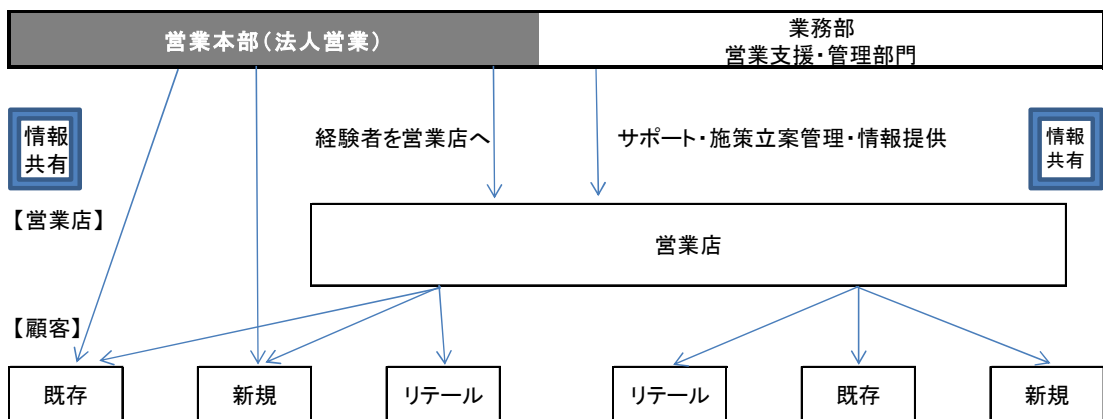 営業本部（法人営業）
業務部
営業支援・管理部門
情報
共有
経験者を営業店へ
サポート・施策立案管理・情報提供
情報
共有
【営業店】
営業店
【顧客】
既存
新規
リテール
リテール
既存
新規